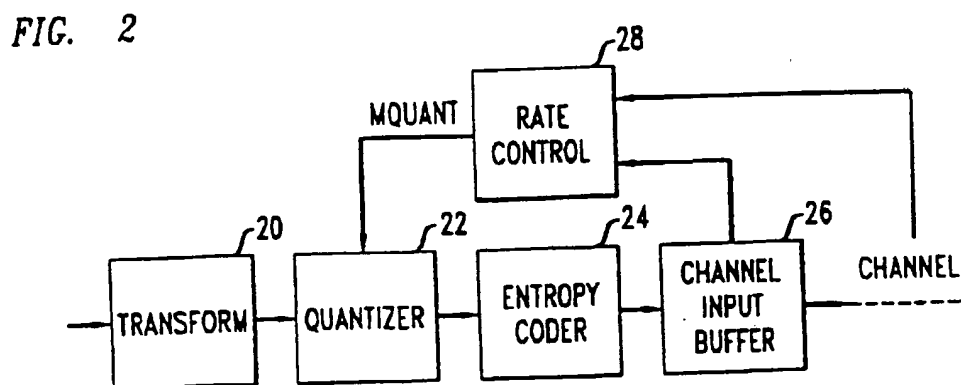 FIG. 2
28
MQUANT
RATE
CONTROL
20
22
24
26
TRANSFORM
QUANTIZER
ENTROPY
CODER
CHANNEL
INPUT
BUFFER
CHANNEL